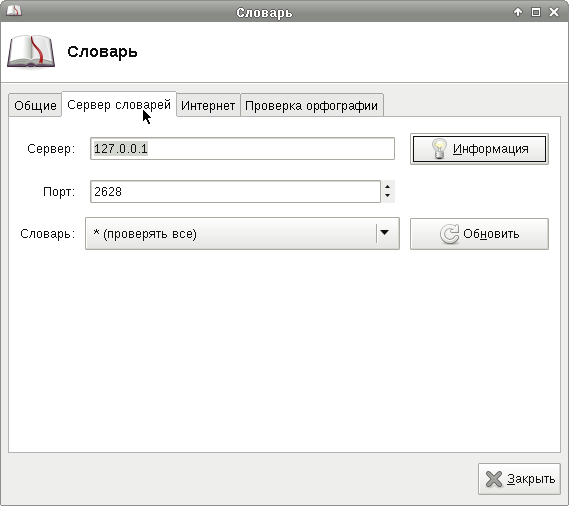 Словарь
Словарь
Общие Сервер словарей Интернет Проверка орфографии
Сервер: 127.0.0.1 Информация
Порт: 2628
Словарь: * (проверять все) Обновить
Закрыть